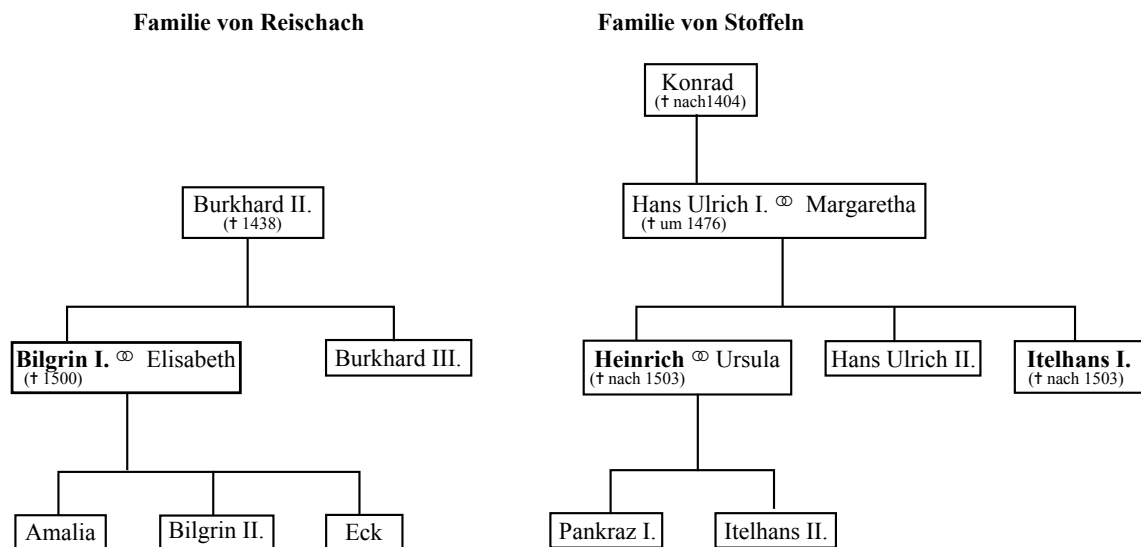 Familie von Reischach
Familie von Stoffeln
Konrad
(† nach1404)
Burkhard II.
(† 1438)
Hans Ulrich I. ⚭ Margaretha
(† um 1476)
Bilgrin I. ⚭ Elisabeth
(† 1500)
Burkhard III.
Heinrich ⚭ Ursula
(† nach 1503)
Hans Ulrich II.
Itelhans I.
(† nach 1503)
Amalia
Bilgrin II.
Eck
Pankraz I.
Itelhans II.